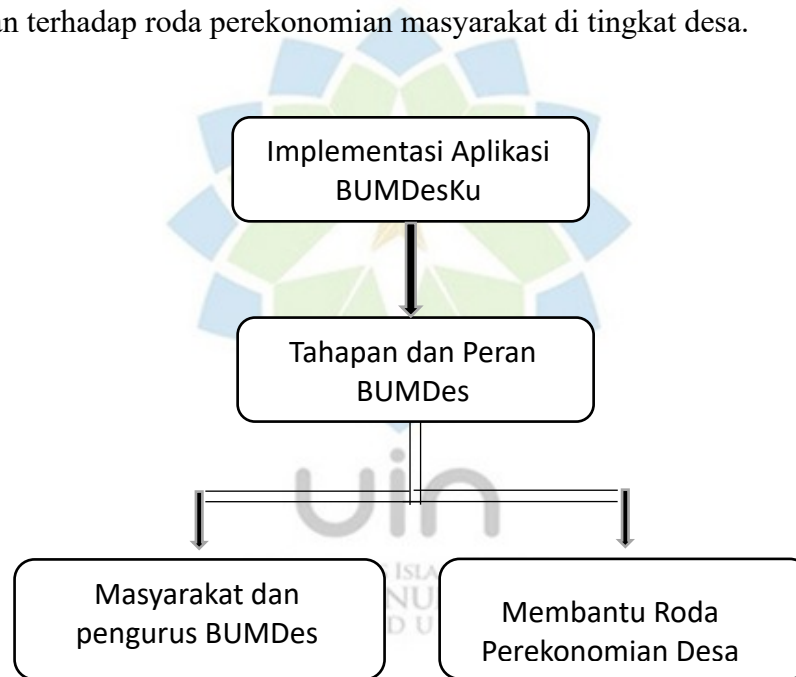 an terhadap roda perekonomian masyarakat di tingkat desa.
Implementasi Aplikasi
BUMDesKu
Tahapan dan Peran
BUMDes
uin
Masyarakat dan
pengurus BUMDes
Membantu Roda
Perekonomian Desa